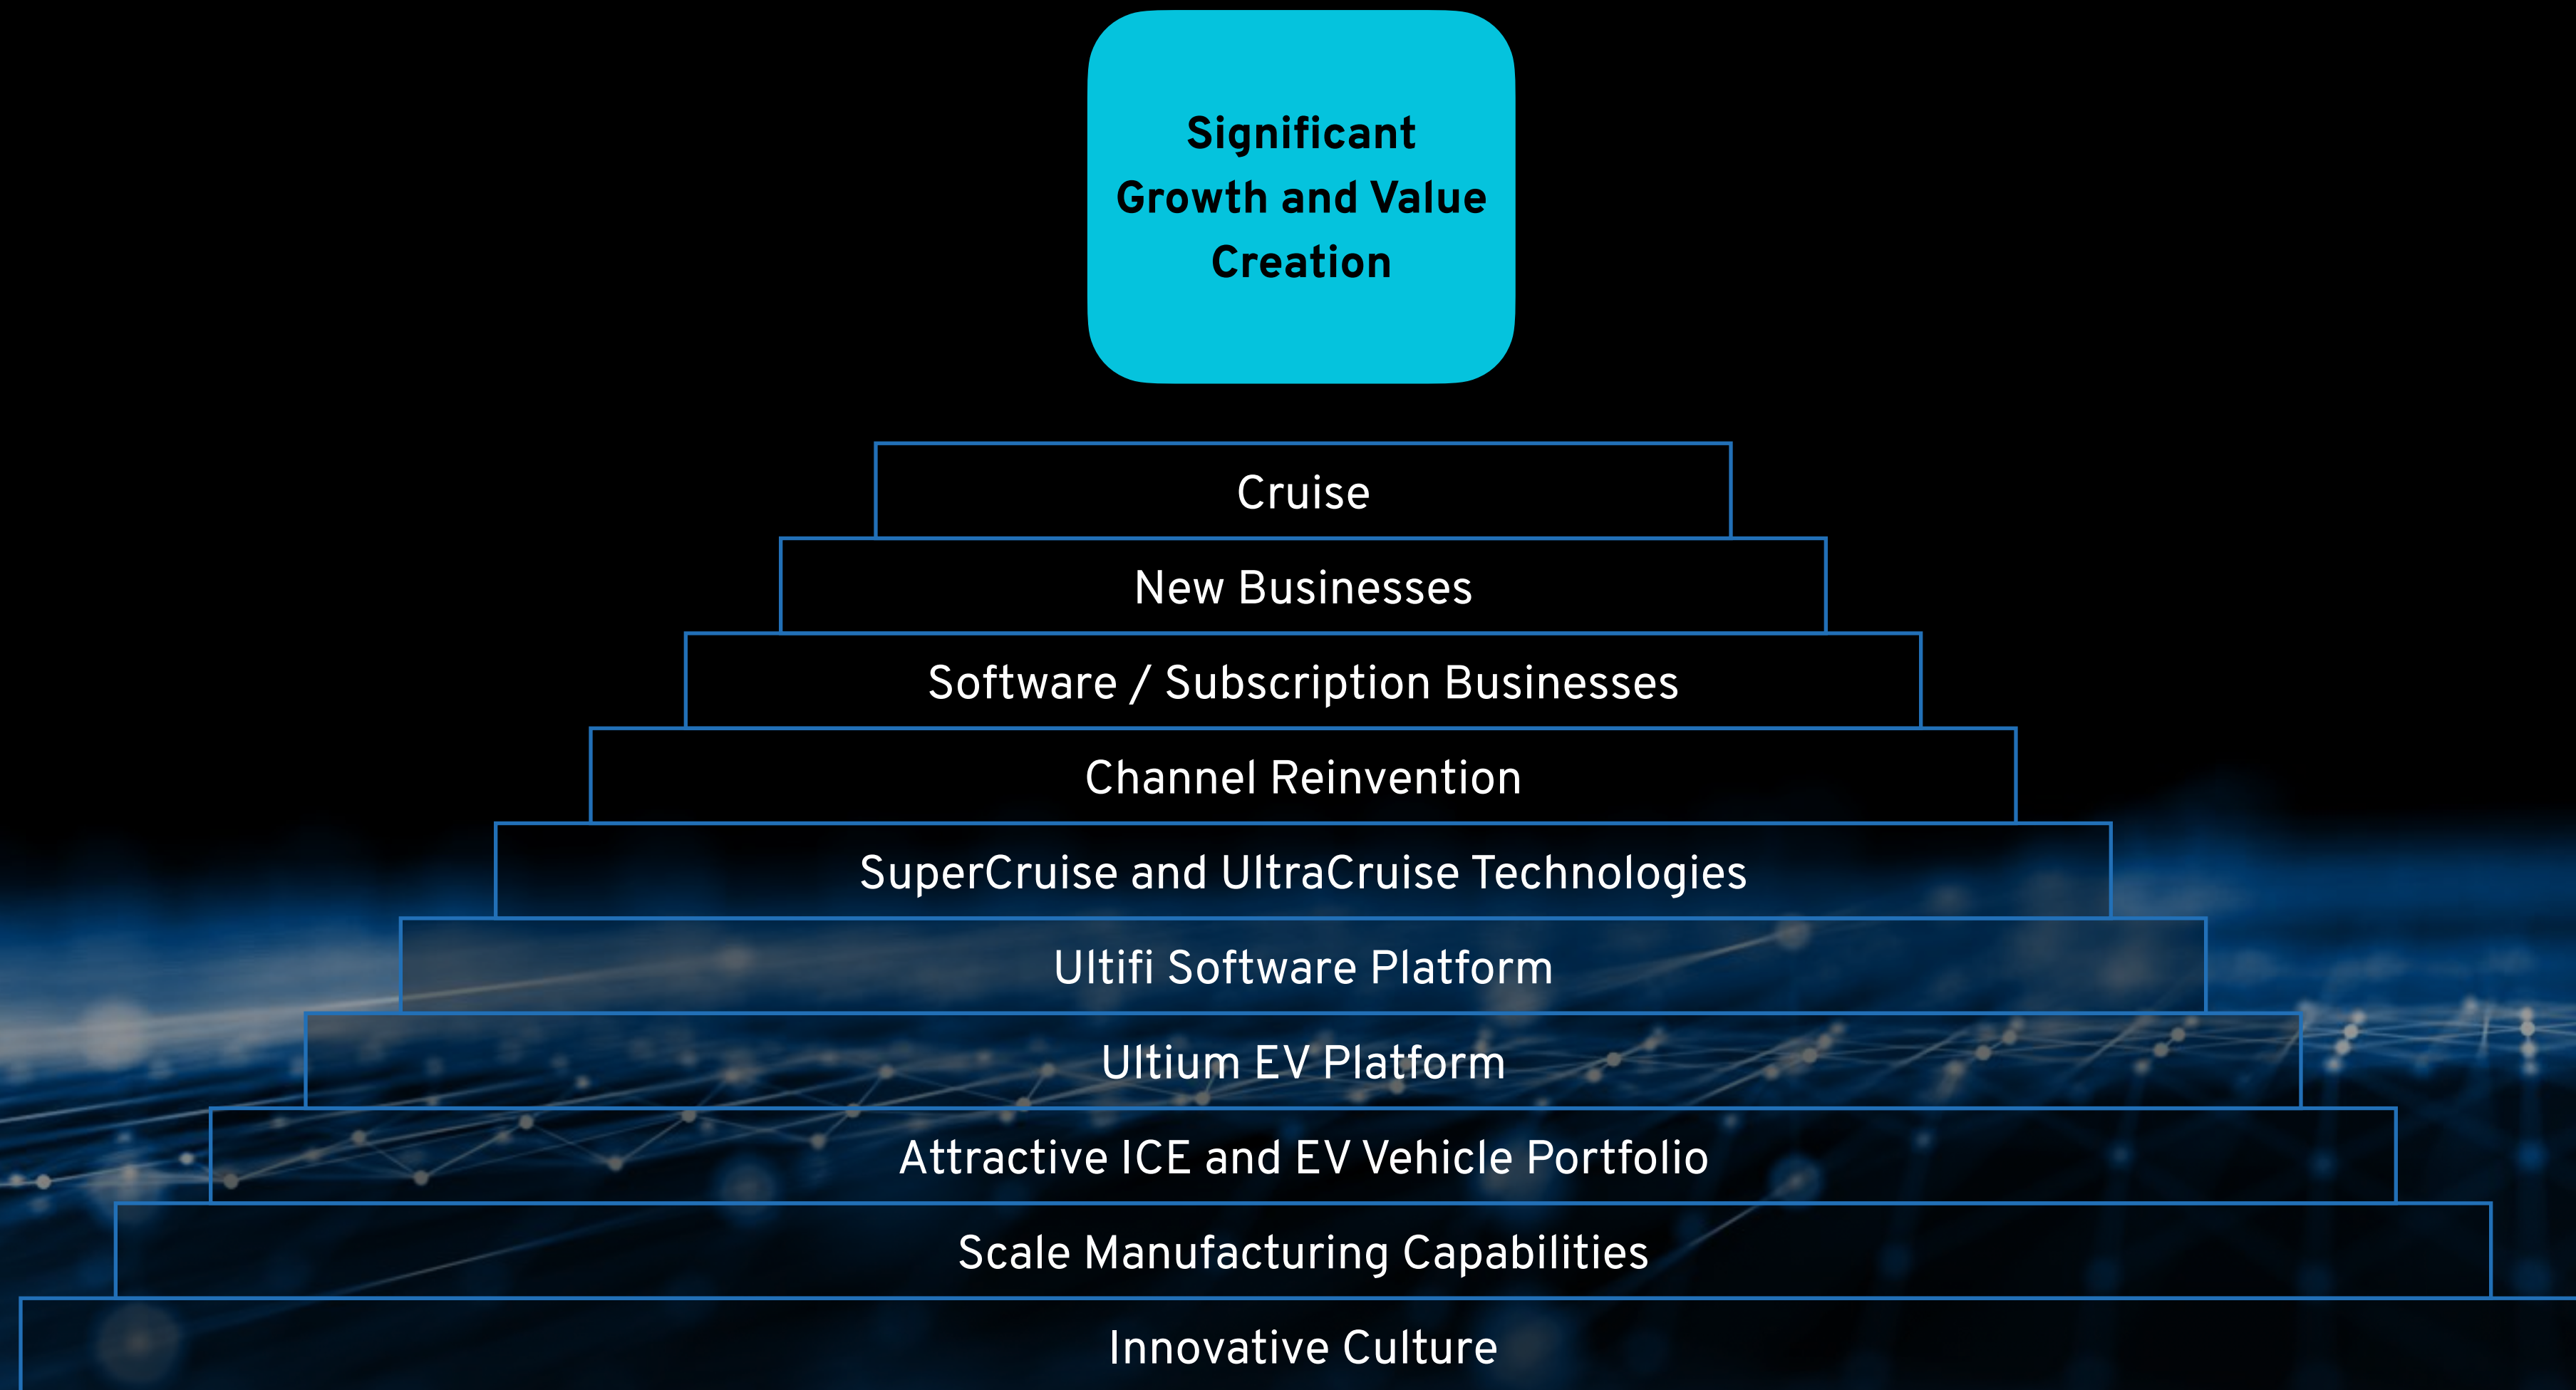 Significant
Growth and Value
Creation
Cruise
New Businesses
Software / Subscription Businesses
Channel Reinvention
SuperCruise and UltraCruise Technologies
Ultifi Software Platform
Ultium EV Platform
Attractive ICE and EV Vehicle Portfolio
Scale Manufacturing Capabilities
Innovative Culture